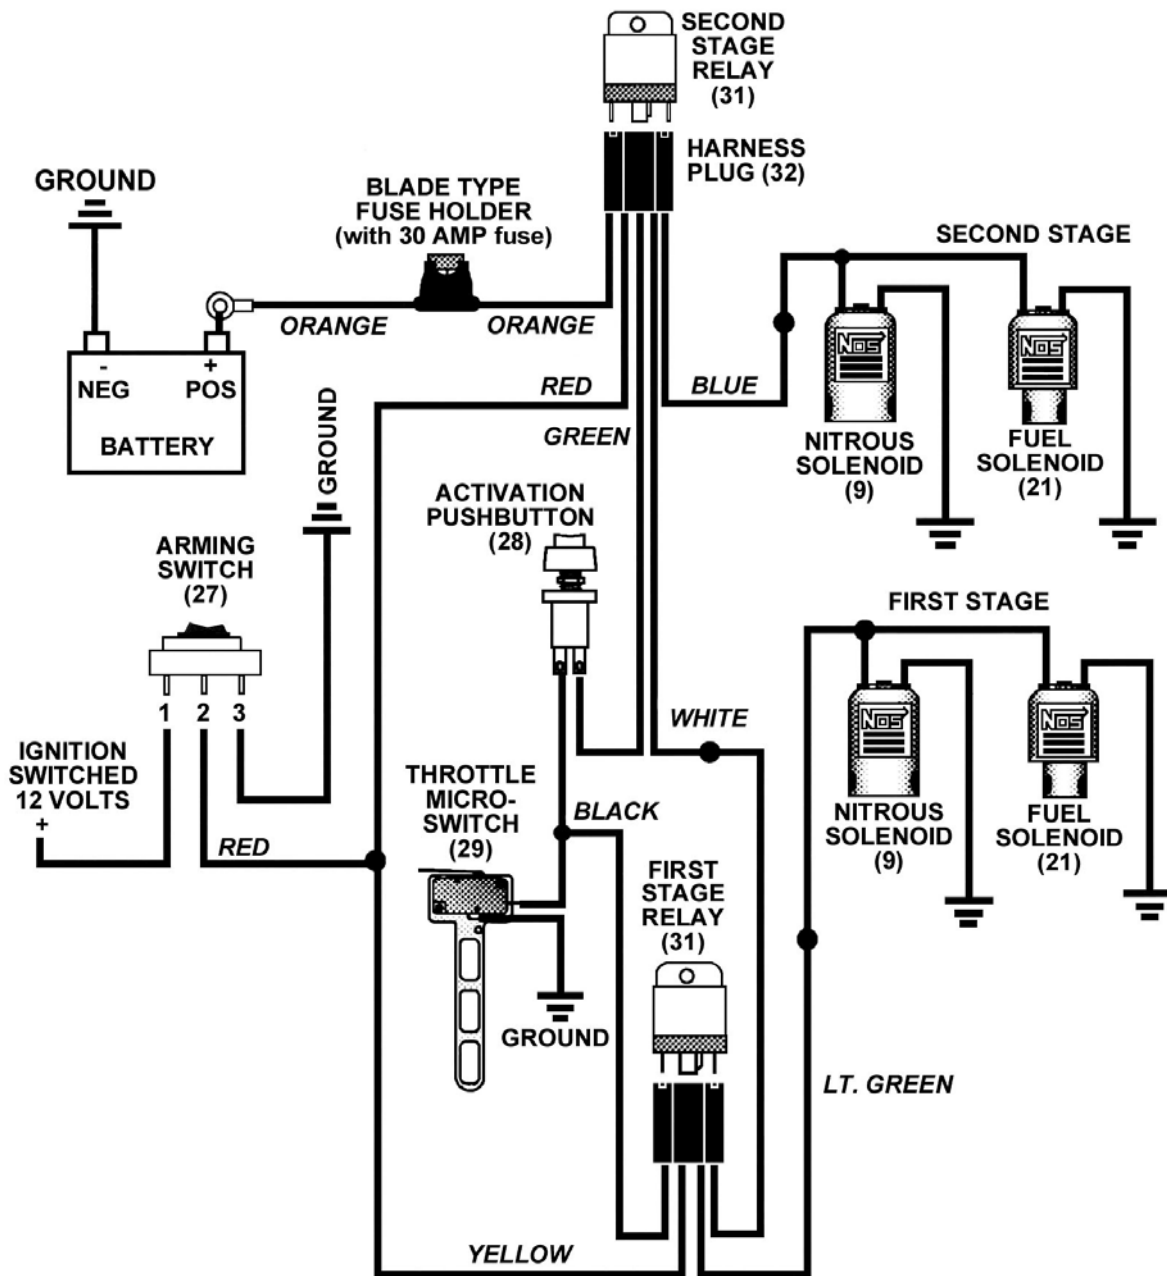 SECOND
STAGE
RELAY
(31)
HARNESS
PLUG (32)
GROUND
BLADE TYPE
FUSE HOLDER
(with 30 AMP fuse)
ORANGE
ORANGE
-
+
NEG
POS
BATTERY
GROUND
RED
BLUE
GREEN
SECOND STAGE
NOS
NOS
NITROUS
SOLENOID
(9)
FUEL
SOLENOID
(21)
ACTIVATION
PUSHBUTTON
(28)
ARMING
SWITCH
(27)
1 2 3
IGNITION
SWITCHED
12 VOLTS
+
RED
FIRST STAGE
NOS
NOS
NITROUS
SOLENOID
(9)
FUEL
SOLENOID
(21)
WHITE
THROTTLE
MICRO-
SWITCH
(29)
BLACK
GROUND
FIRST
STAGE
RELAY
(31)
LT. GREEN
YELLOW